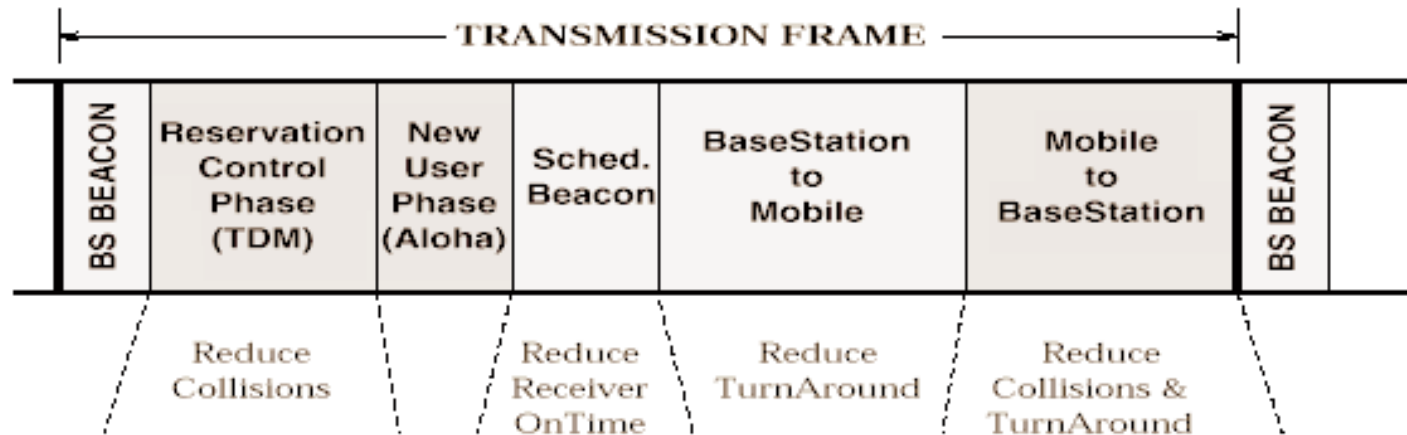 TRANSMISSION FRAME
BS BEACON
Reservation
Control
Phase
(TDM)
New
User
Phase
(Aloha)
Sched.
Beacon
BaseStation
to
Mobile
Mobile
to
BaseStation
BS BEACON
Reduce
Collisions
Reduce
Receiver
OnTime
Reduce
TurnAround
Reduce
Collisions &
TurnAround